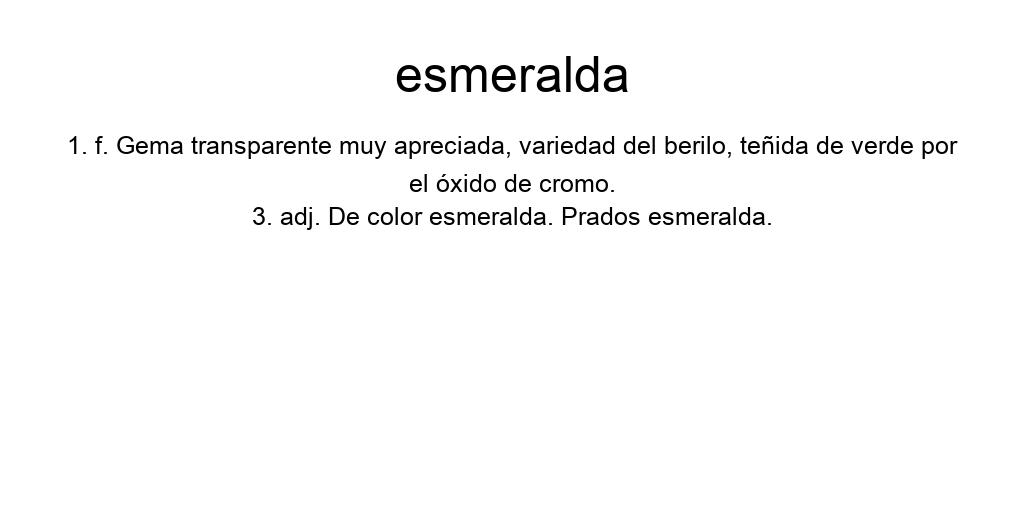 esmeralda
1. f. Gema transparente muy apreciada, variedad del berilo, teñida de verde por
el óxido de cromo.
3. adj. De color esmeralda. Prados esmeralda.